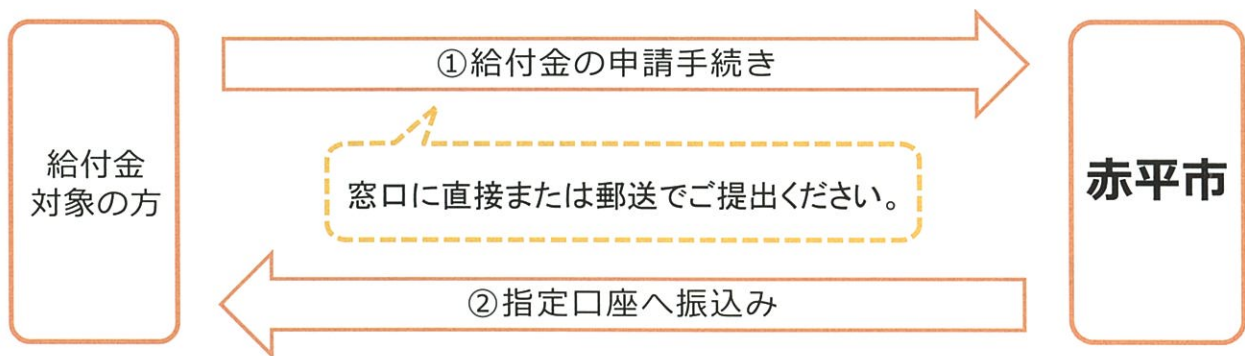 ①給付金の申請手続き
給付金
対象の方
窓口に直接または郵送でご提出ください。
赤平市
②指定口座へ振込み